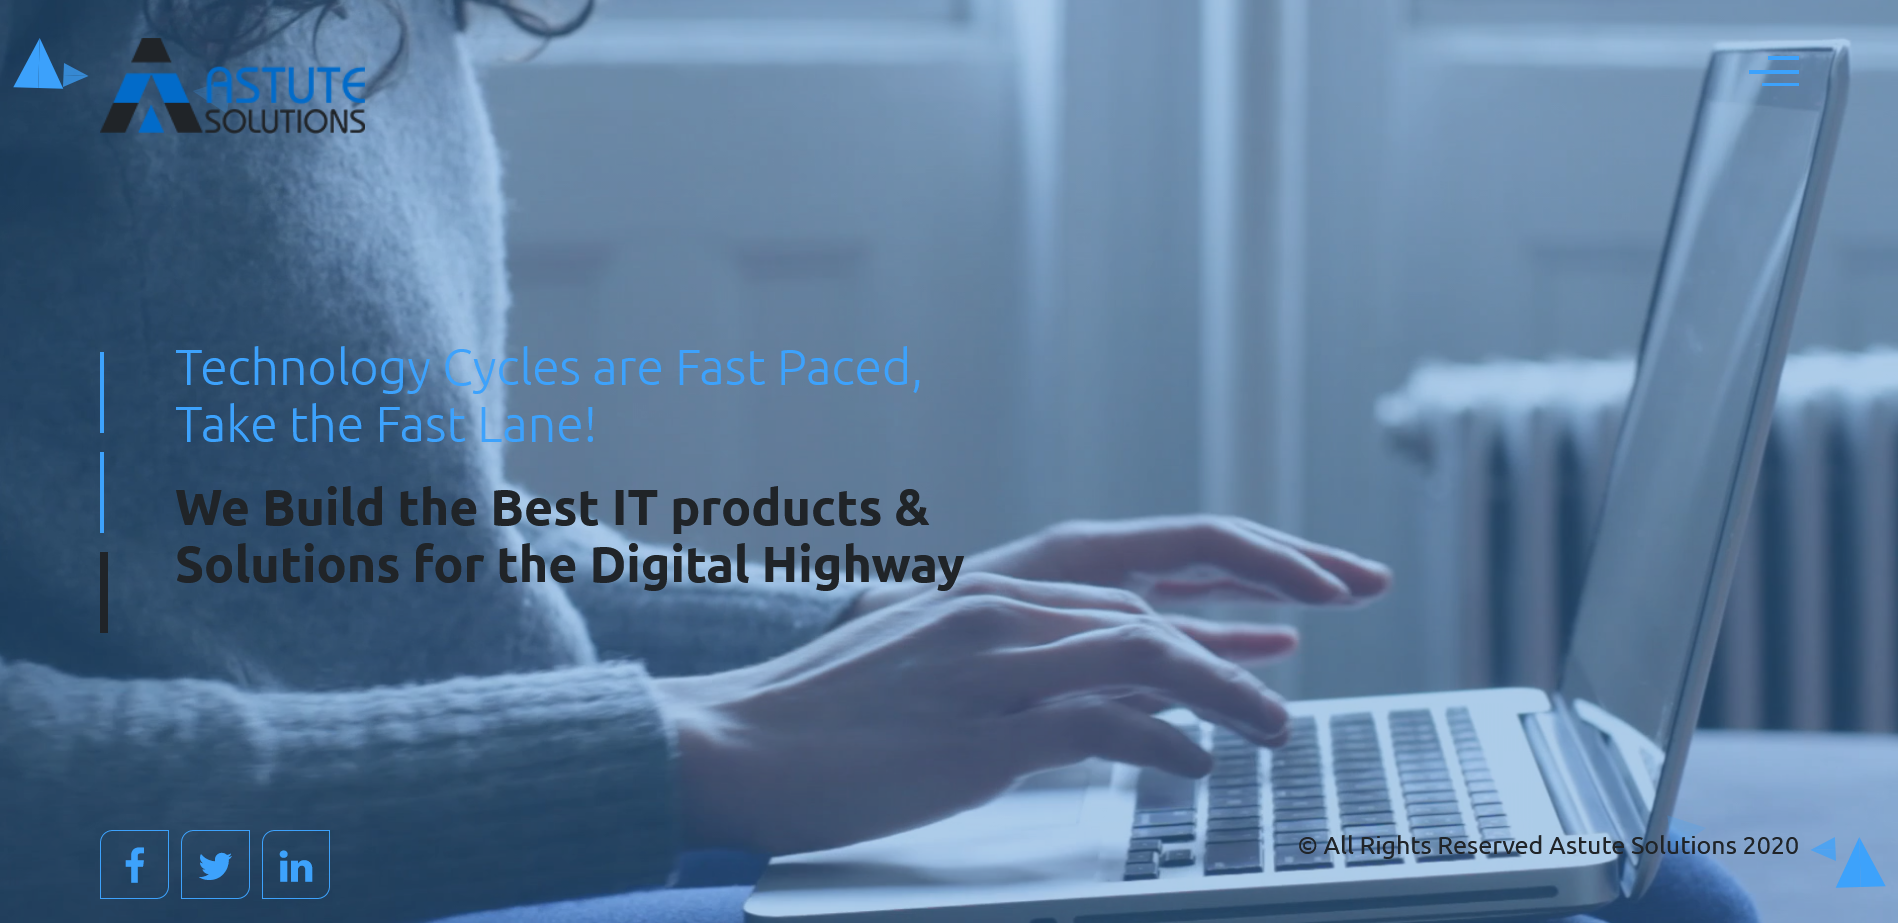 ASTUTE
SOLUTIONS
Technology Cycles are Fast Paced,
Take the Fast Lane!
We Build the Best IT products &
Solutions for the Digital Highway
© All Rights Reserved Astute Solutions 2020